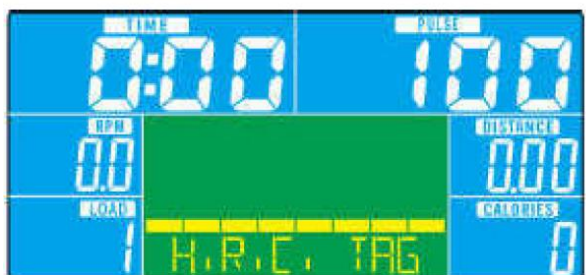 TIME PULSE
0:00 100
RPM DISTANCE
0.0 0.00
LOAD CALORIES
1 0
H.R.C. TAG